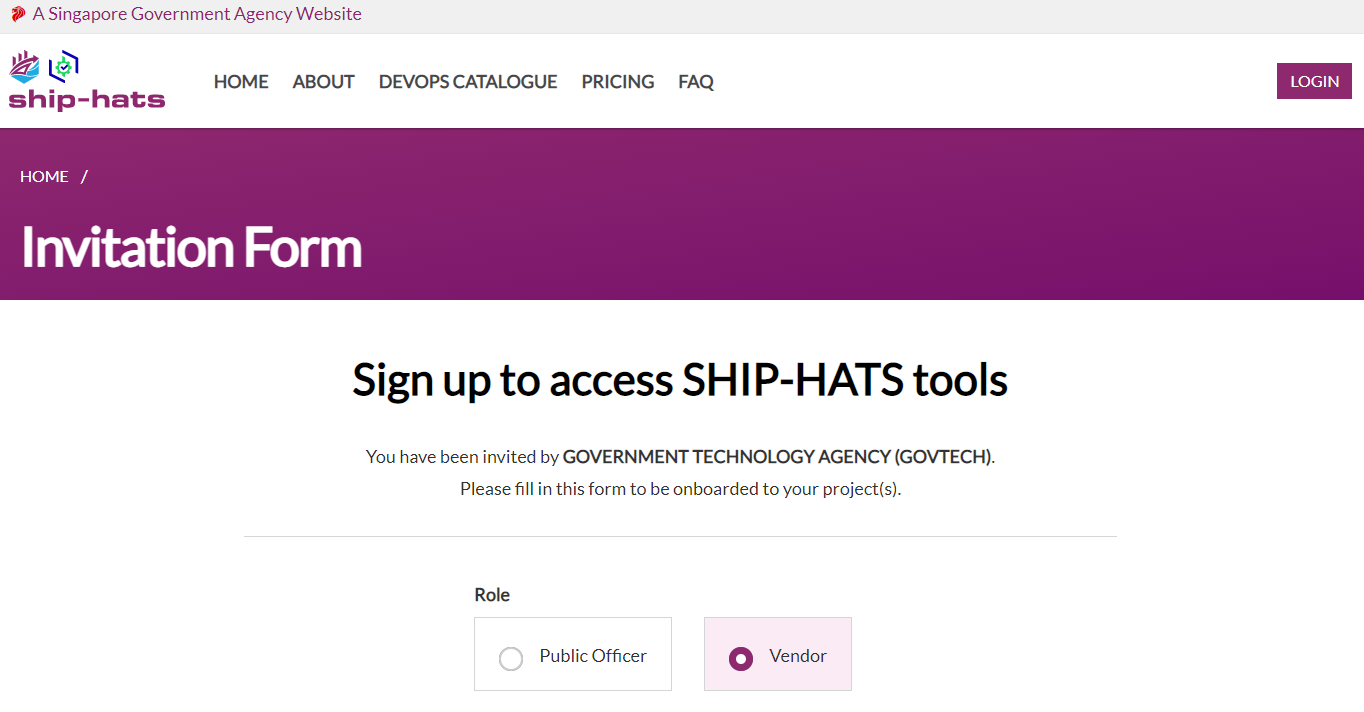 A Singapore Government Agency Website
ship-hats
HOME ABOUT DEVOPS CATALOGUE PRICING FAQ
LOGIN
HOME /
Invitation Form
Sign up to access SHIP-HATS tools
You have been invited by GOVERNMENT TECHNOLOGY AGENCY (GOVTECH).
Please fill in this form to be onboarded to your project(s).
Role
Public Officer
Vendor